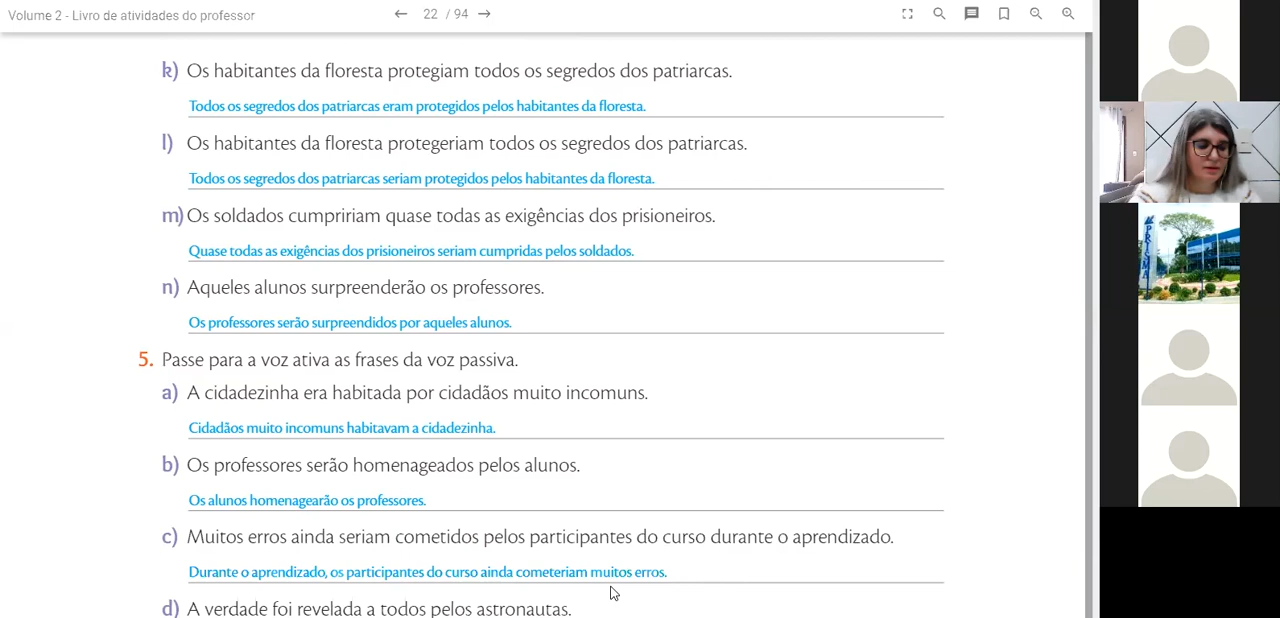 Volume 2 - Livro de atividades do professor
← 22 / 94 →
k) Os habitantes da floresta protegiam todos os segredos dos patriarcas.
Todos os segredos dos patriarcas eram protegidos pelos habitantes da floresta.
l) Os habitantes da floresta protegeriam todos os segredos dos patriarcas.
Todos os segredos dos patriarcas seriam protegidos pelos habitantes da floresta.
m) Os soldados cumpririam quase todas as exigências dos prisioneiros.
Quase todas as exigências dos prisioneiros seriam cumpridas pelos soldados.
n) Aqueles alunos surpreenderão os professores.
Os professores serão surpreendidos por aqueles alunos.
5. Passe para a voz ativa as frases da voz passiva.
a) A cidadezinha era habitada por cidadãos muito incomuns.
Cidadãos muito incomuns habitavam a cidadezinha.
b) Os professores serão homenageados pelos alunos.
Os alunos homenagearão os professores.
c) Muitos erros ainda seriam cometidos pelos participantes do curso durante o aprendizado.
Durante o aprendizado, os participantes do curso ainda cometeriam muitos erros.
d) A verdade foi revelada a todos pelos astronautas.
PRISMA